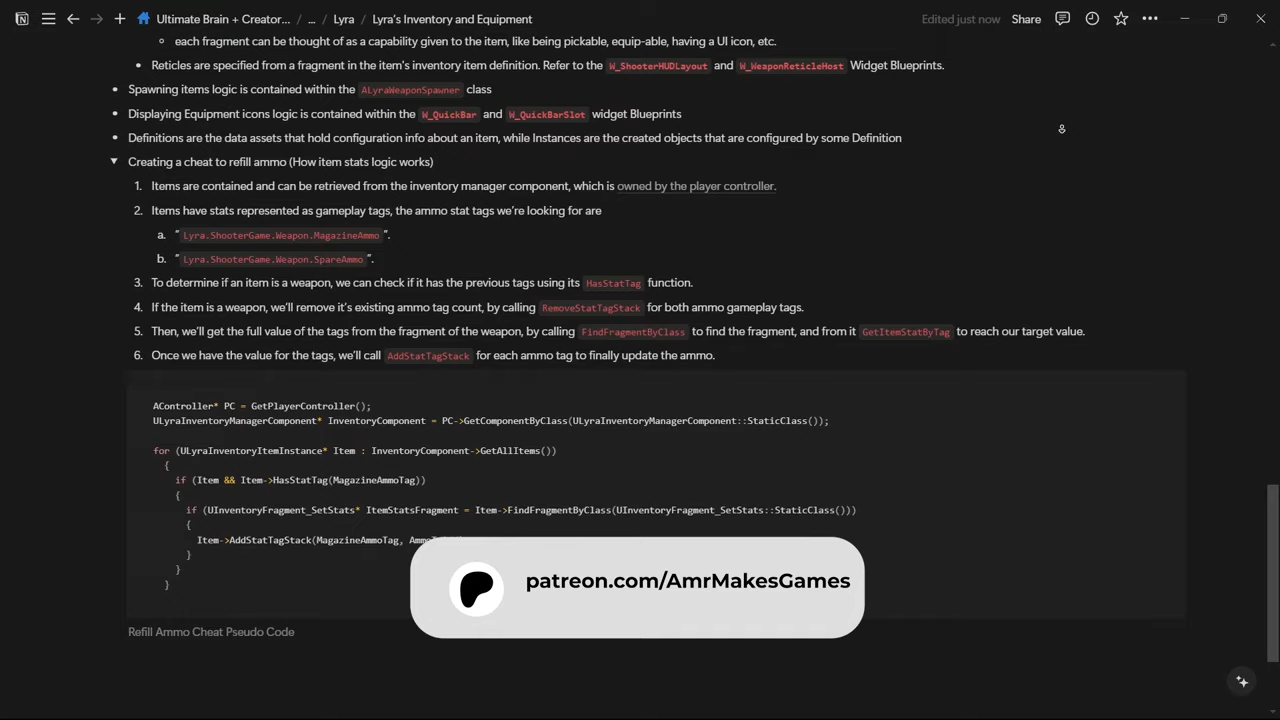 Ultimate Brain + Creator... / ... / Lyra / Lyra's Inventory and Equipment
Edited just now Share
each fragment can be thought of as a capability given to the item, like being pickable, equip-able, having a UI icon, etc.
Reticles are specified from a fragment in the item's inventory item definition. Refer to the W_ShooterHUDLayout and W_WeaponReticleHost Widget Blueprints.
Spawning items logic is contained within the ALyraWeaponSpawner class
Displaying Equipment icons logic is contained within the W_QuickBar and W_QuickBarSlot widget Blueprints
Definitions are the data assets that hold configuration info about an item, while Instances are the created objects that are configured by some Definition
Creating a cheat to refill ammo (How item stats logic works)
1. Items are contained and can be retrieved from the inventory manager component, which is owned by the player controller.
2. Items have stats represented as gameplay tags, the ammo stat tags we're looking for are
a. "Lyra.ShooterGame.Weapon.MagazineAmmo".
b. "Lyra.ShooterGame.Weapon.SpareAmmo".
3. To determine if an item is a weapon, we can check if it has the previous tags using its HasStatTag function.
4. If the item is a weapon, we'll remove it's existing ammo tag count, by calling RemoveStatTagStack for both ammo gameplay tags.
5. Then, we'll get the full value of the tags from the fragment of the weapon, by calling FindFragmentByClass to find the fragment, and from it GetItemStatByTag to reach our target value.
6. Once we have the value for the tags, we'll call AddStatTagStack for each ammo tag to finally update the ammo.
AController* PC = GetPlayerController();
ULyraInventoryManagerComponent* InventoryComponent = PC->GetComponentByClass(ULyraInventoryManagerComponent::StaticClass());
for (ULyraInventoryItemInstance* Item : InventoryComponent->GetAllItems())
{
if (Item && Item->HasStatTag(MagazineAmmoTag))
{
if (UInventoryFragment_SetStats* ItemStatsFragment = Item->FindFragmentByClass(UInventoryFragment_SetStats::StaticClass()))
{
Item->AddStatTagStack(MagazineAmmoTag,
}
}
}
patreon.com/AmrMakesGames
Refill Ammo Cheat Pseudo Code